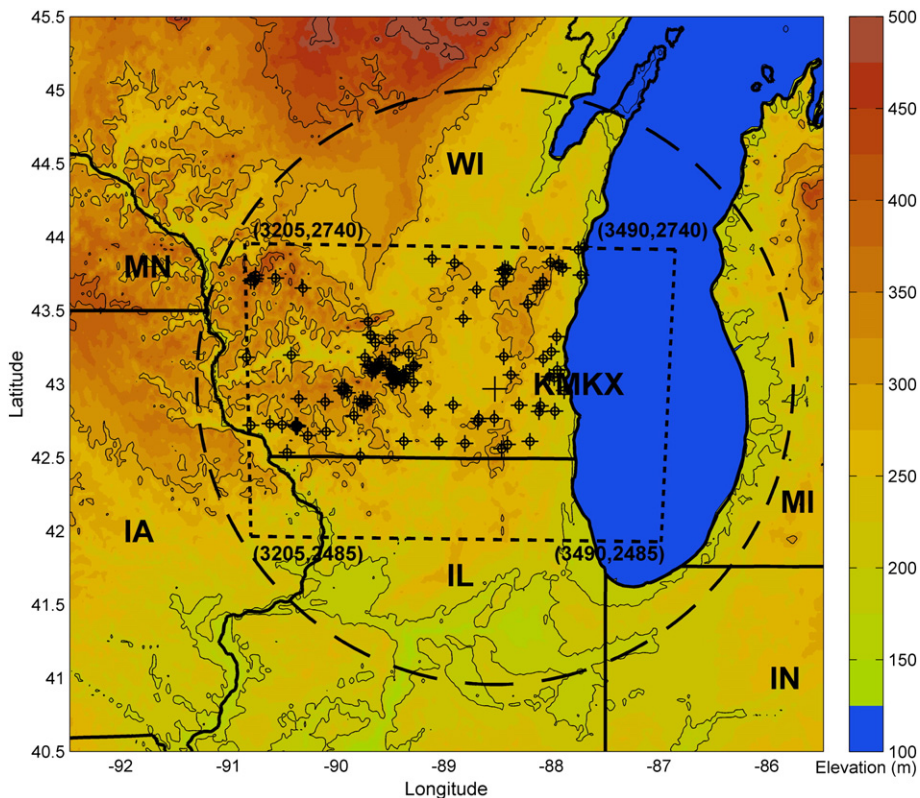 45.5
45
44.5
44
43.5
43
42.5
42
41.5
41
40.5
Latitude
WI
(3205,2740) (3490,2740)
MN
KMKX
MI
IA
(3205,2485) (3490,2485)
IL
IN
-92 -91 -90 -89 -88 -87 -86
Longitude
500
450
400
350
300
250
200
150
100
Elevation (m)